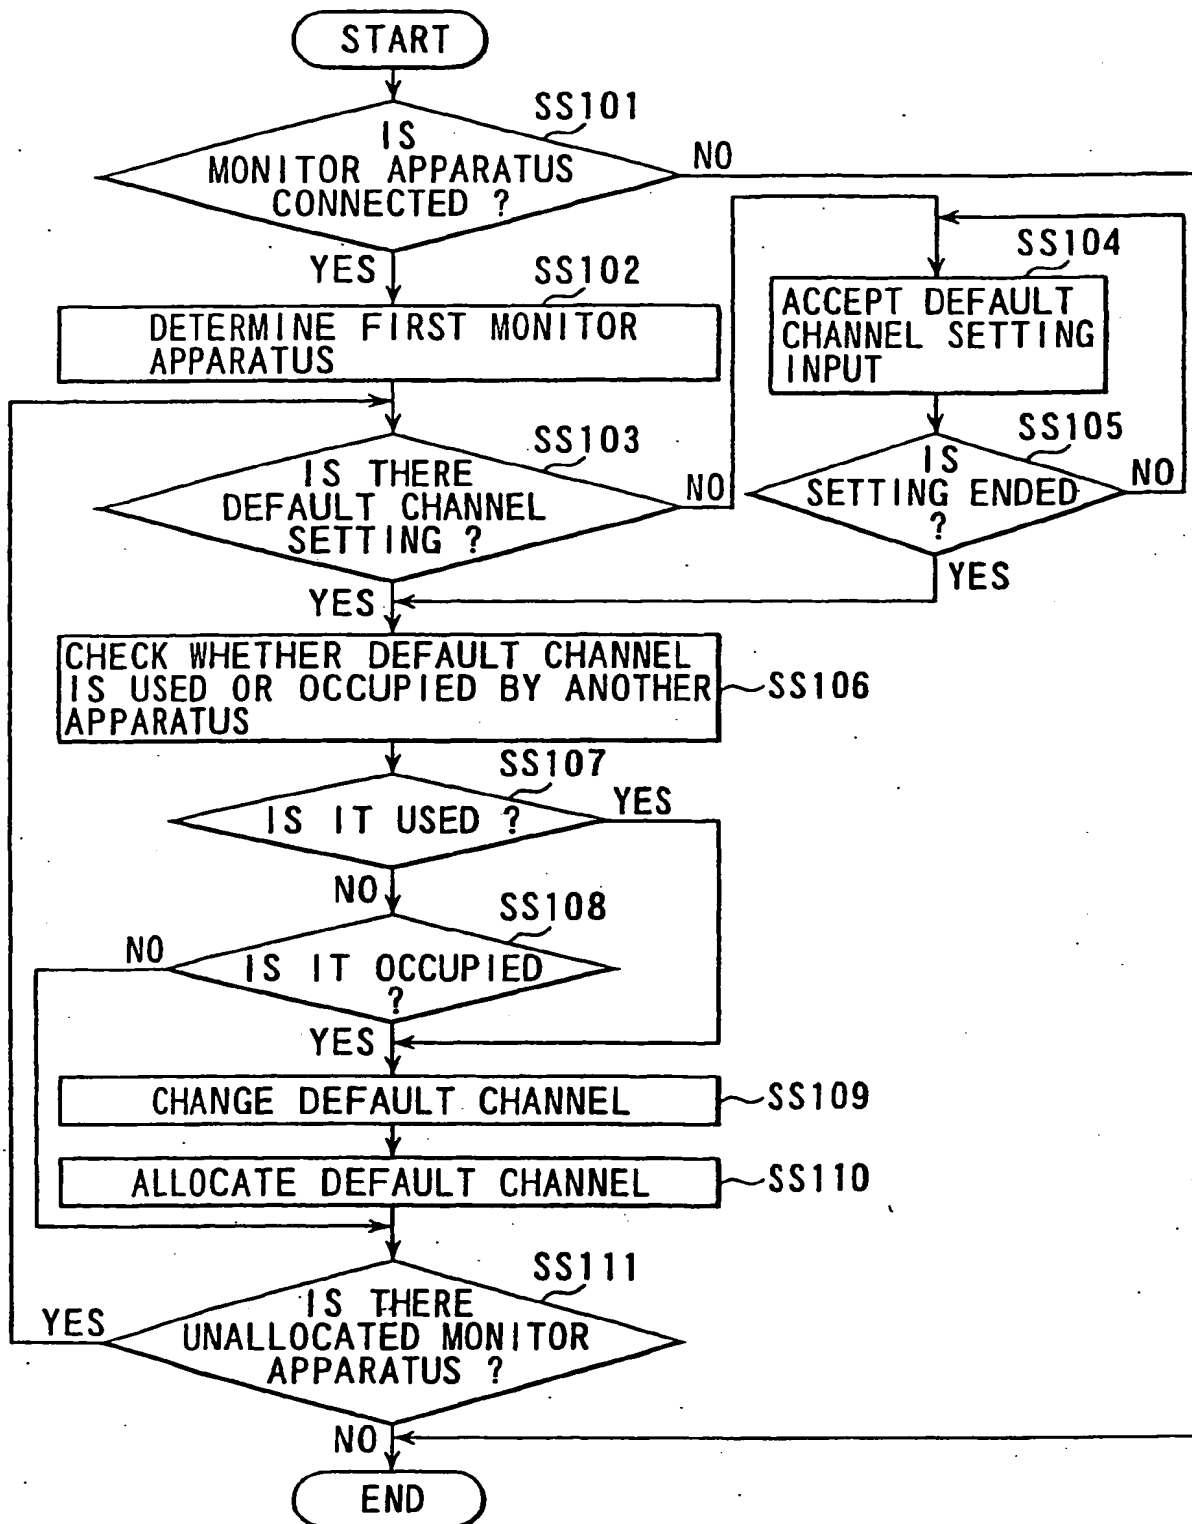 START
SS101
IS
MONITOR APPARATUS
CONNECTED ?
NO
YES
SS102
DETERMINE FIRST MONITOR
APPARATUS
SS103
IS THERE
DEFAULT CHANNEL
SETTING ?
NO
YES
SS104
ACCEPT DEFAULT
CHANNEL SETTING
INPUT
SS105
IS
SETTING ENDED
?
NO
YES
CHECK WHETHER DEFAULT CHANNEL
IS USED OR OCCUPIED BY ANOTHER
APPARATUS
SS106
SS107
IS IT USED ?
YES
NO
SS108
NO
IS IT OCCUPIED
?
YES
CHANGE DEFAULT CHANNEL
SS109
ALLOCATE DEFAULT CHANNEL
SS110
SS111
IS THERE
UNALLOCATED MONITOR
APPARATUS ?
YES
NO
END